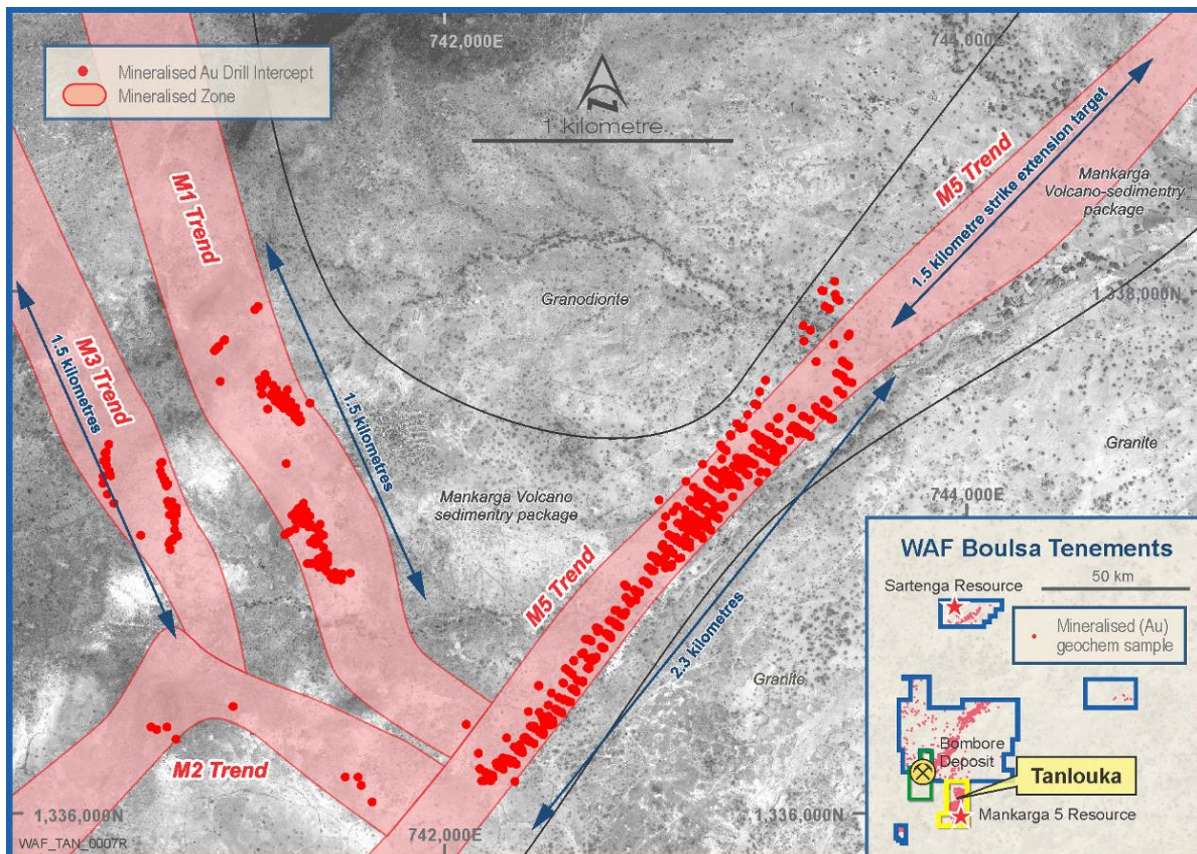 742,000E
744,000E
Mineralised Au Drill Intercept
Mineralised Zone
N
1 kilometre
1.5 kilometre strike extension target
M5 Trend
Mankarga
Volcano-sedimentry
package
M1 Trend
Granodionte
1,338,000N
1.5 kilometres
M3 Trend
1.5 kilometres
Granite
Mankarga Volcano
sedimentry package
744,000E
M5 Trend
2.3 kilometres
Granite
M2 Trend
1,336,000N
742,000E
1,336,000N
WAF_TAN_0007R
WAF Boulsa Tenements
50 km
Sartenga Resource
Mineralised (Au)
geochem sample
Bombore
Deposit
Tanlouka
Mankarga 5 Resource